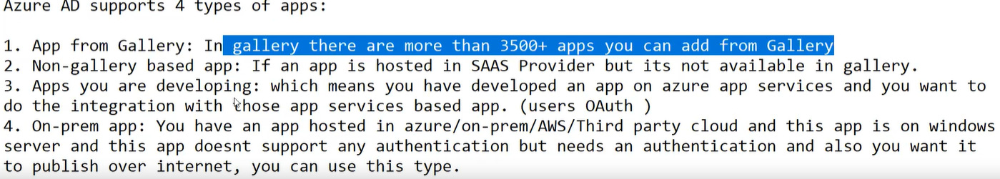 Azure AD supports 4 types of apps:
1. App from Gallery: In gallery there are more than 3500+ apps you can add from Gallery
2. Non-gallery based app: If an app is hosted in SAAS Provider but its not available in gallery.
3. Apps you are developing: which means you have developed an app on azure app services and you want to
do the integration with those app services based app. (users OAuth )
4. On-prem app: You have an app hosted in azure/on-prem/AWS/Third party cloud and this app is on windows
server and this app doesnt support any authentication but needs an authentication and also you want it
to publish over internet, you can use this type.